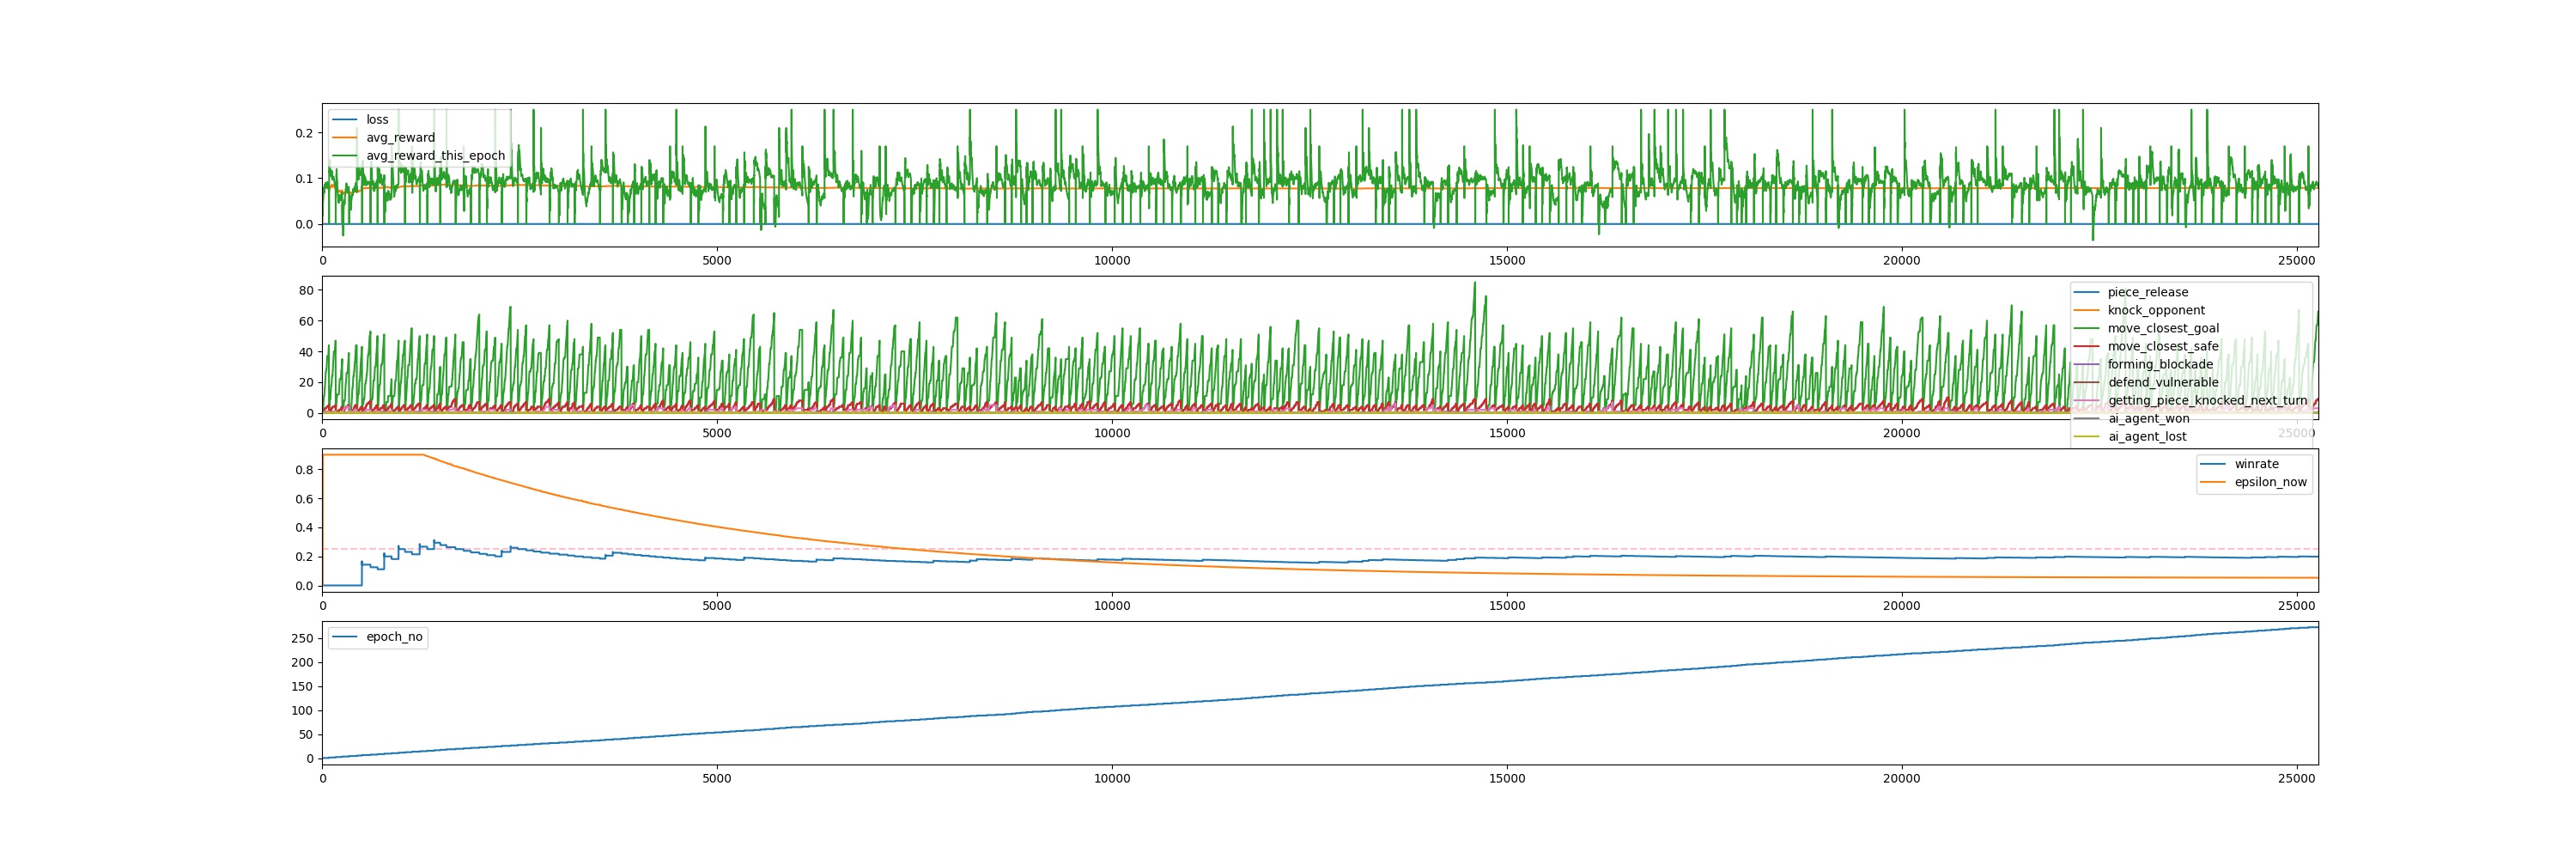 loss
avg_reward
avg_reward_this_epoch
0.2
0.1
0.0
0 5000 10000 15000 20000 25000
piece_release
knock_opponent
move_closest_goal
move_closest_safe
forming_blockade
defend_vulnerable
getting_piece_knocked_next_turn
ai_agent_won
ai_agent_lost
80
60
40
20
0
0 5000 10000 15000 20000 25000
winrate
epsilon_now
0.8
0.6
0.4
0.2
0.0
0 5000 10000 15000 20000 25000
epoch_no
250
200
150
100
50
0
0 5000 10000 15000 20000 25000